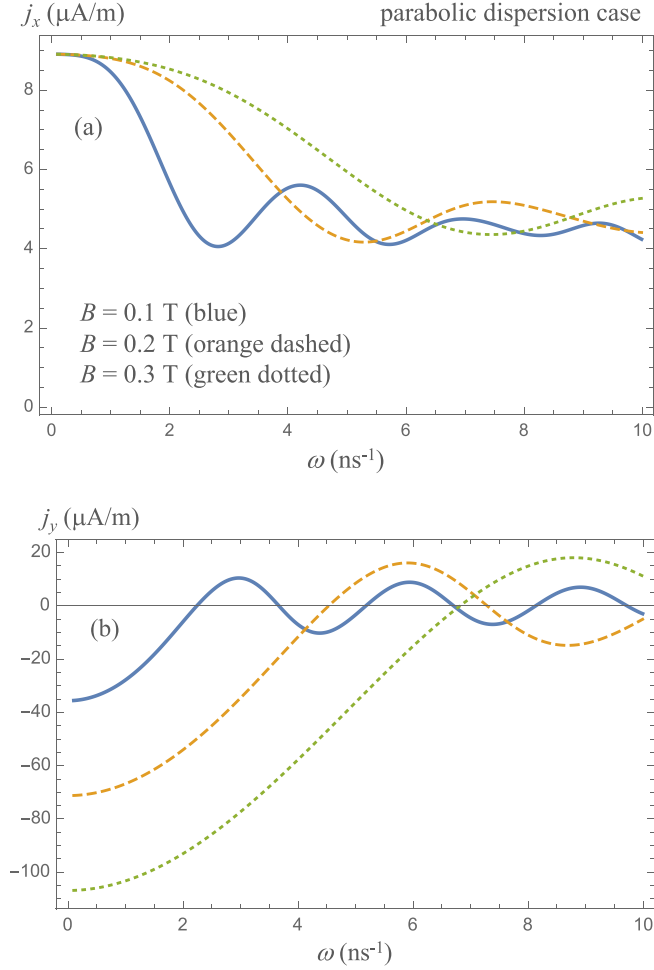 jx (μA/m)
parabolic dispersion case
8
6
4
2
0
(a)
B = 0.1 T (blue)
B = 0.2 T (orange dashed)
B = 0.3 T (green dotted)
0 2 4 6 8 10
ω (ns⁻¹)
jy (μA/m)
20
0
−20
−40
−60
−80
−100
(b)
0 2 4 6 8 10
ω (ns⁻¹)